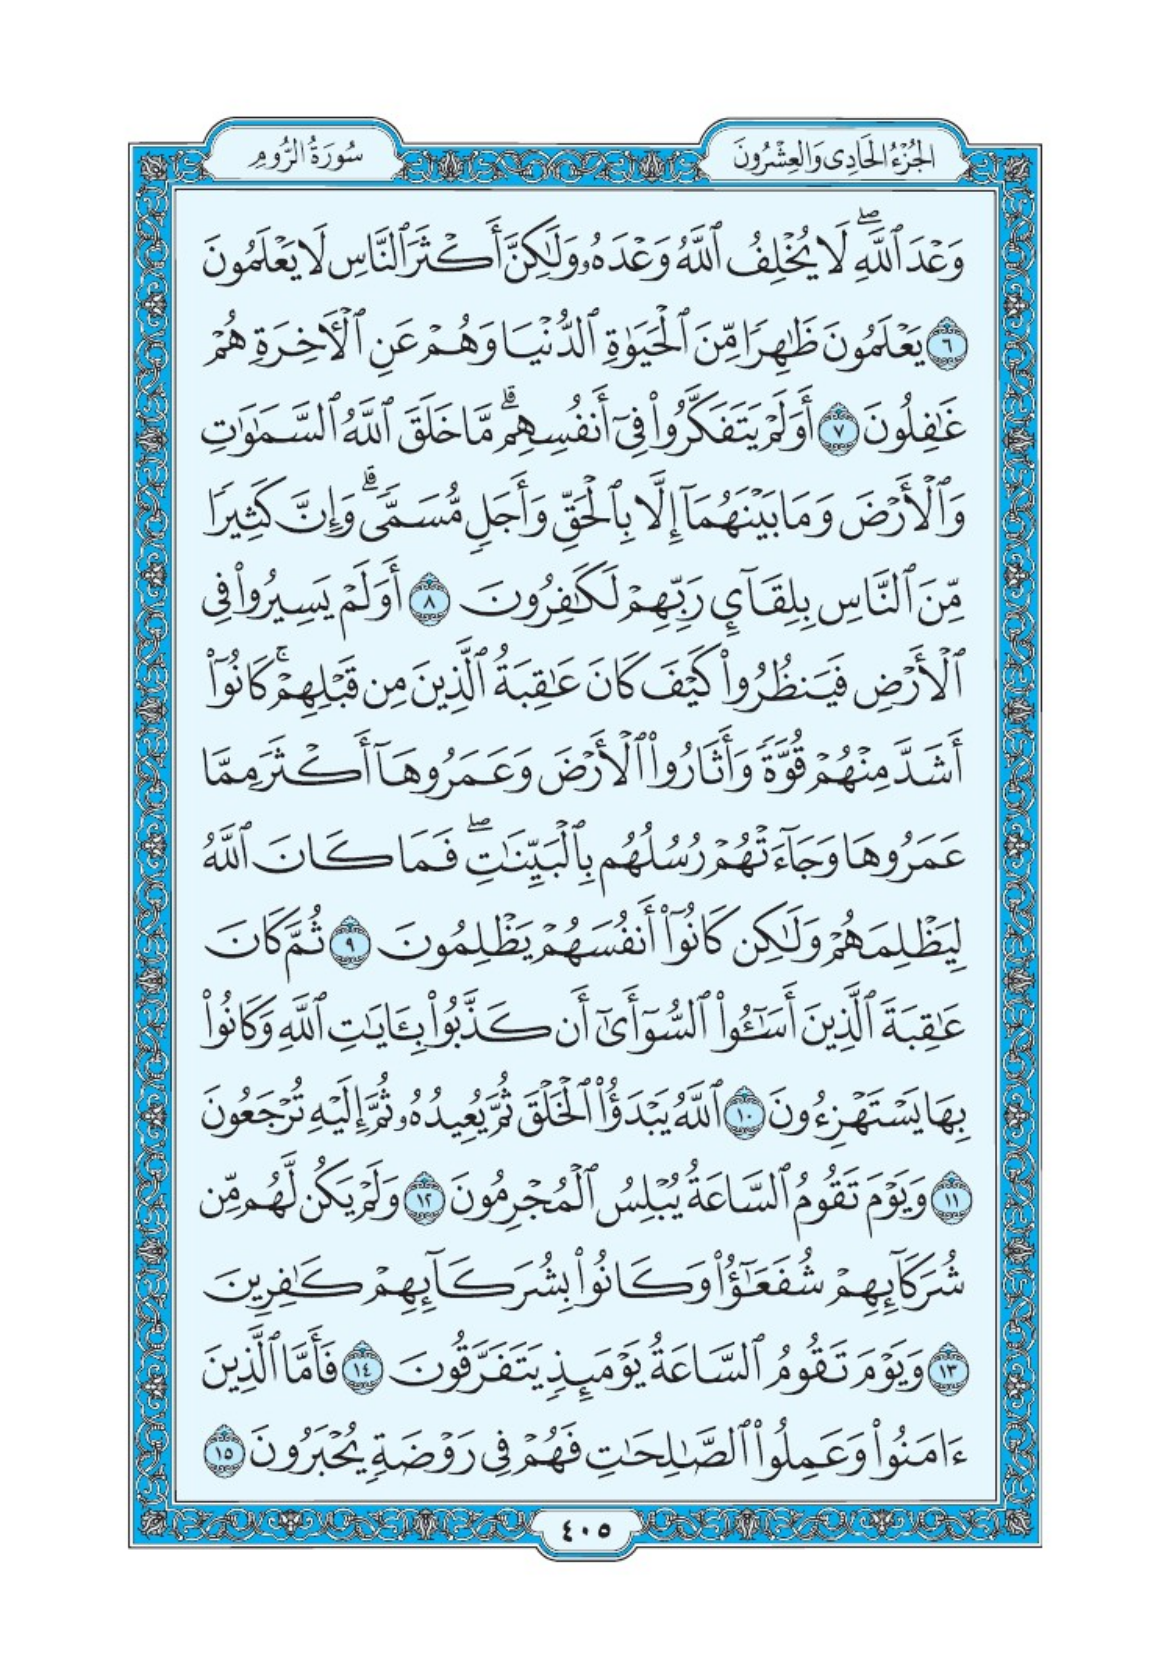 الجُزْءُ الحَادِى وَالعِشْرُونَ
سُورَةُ الرُّومِ
وَعْدَ ٱللَّهِۖ لَا يُخْلِفُ ٱللَّهُ وَعْدَهُۥ وَلَٰكِنَّ أَكْثَرَ ٱلنَّاسِ لَا يَعْلَمُونَ
٦ يَعْلَمُونَ ظَٰهِرًا مِّنَ ٱلْحَيَوٰةِ ٱلدُّنْيَا وَهُمْ عَنِ ٱلْأٓخِرَةِ هُمْ
غَٰفِلُونَ ٧ أَوَلَمْ يَتَفَكَّرُوا۟ فِىٓ أَنفُسِهِمۗ مَّا خَلَقَ ٱللَّهُ ٱلسَّمَٰوَٰتِ
وَٱلْأَرْضَ وَمَا بَيْنَهُمَآ إِلَّا بِٱلْحَقِّ وَأَجَلٍ مُّسَمًّىۗ وَإِنَّ كَثِيرًا
مِّنَ ٱلنَّاسِ بِلِقَآئِ رَبِّهِمْ لَكَٰفِرُونَ ٨ أَوَلَمْ يَسِيرُوا۟ فِى
ٱلْأَرْضِ فَيَنظُرُوا۟ كَيْفَ كَانَ عَٰقِبَةُ ٱلَّذِينَ مِن قَبْلِهِمْۚ كَانُوٓا۟
أَشَدَّ مِنْهُمْ قُوَّةً وَأَثَارُوا۟ ٱلْأَرْضَ وَعَمَرُوهَآ أَكْثَرَ مِمَّا
عَمَرُوهَا وَجَآءَتْهُمْ رُسُلُهُم بِٱلْبَيِّنَٰتِۖ فَمَا كَانَ ٱللَّهُ
لِيَظْلِمَهُمْ وَلَٰكِن كَانُوٓا۟ أَنفُسَهُمْ يَظْلِمُونَ ٩ ثُمَّ كَانَ
عَٰقِبَةَ ٱلَّذِينَ أَسَٰٓـُٔوا۟ ٱلسُّوٓأَىٰٓ أَن كَذَّبُوا۟ بِـَٔايَٰتِ ٱللَّهِ وَكَانُوا۟
بِهَا يَسْتَهْزِءُونَ ١٠ ٱللَّهُ يَبْدَؤُا۟ ٱلْخَلْقَ ثُمَّ يُعِيدُهُۥ ثُمَّ إِلَيْهِ تُرْجَعُونَ
١١ وَيَوْمَ تَقُومُ ٱلسَّاعَةُ يُبْلِسُ ٱلْمُجْرِمُونَ ١٢ وَلَمْ يَكُن لَّهُم مِّن
شُرَكَآئِهِمْ شُفَعَٰٓؤُا۟ وَكَانُوا۟ بِشُرَكَآئِهِمْ كَٰفِرِينَ
١٣ وَيَوْمَ تَقُومُ ٱلسَّاعَةُ يَوْمَئِذٍ يَتَفَرَّقُونَ ١٤ فَأَمَّا ٱلَّذِينَ
ءَامَنُوا۟ وَعَمِلُوا۟ ٱلصَّٰلِحَٰتِ فَهُمْ فِى رَوْضَةٍ يُحْبَرُونَ ١٥
٤٠٥